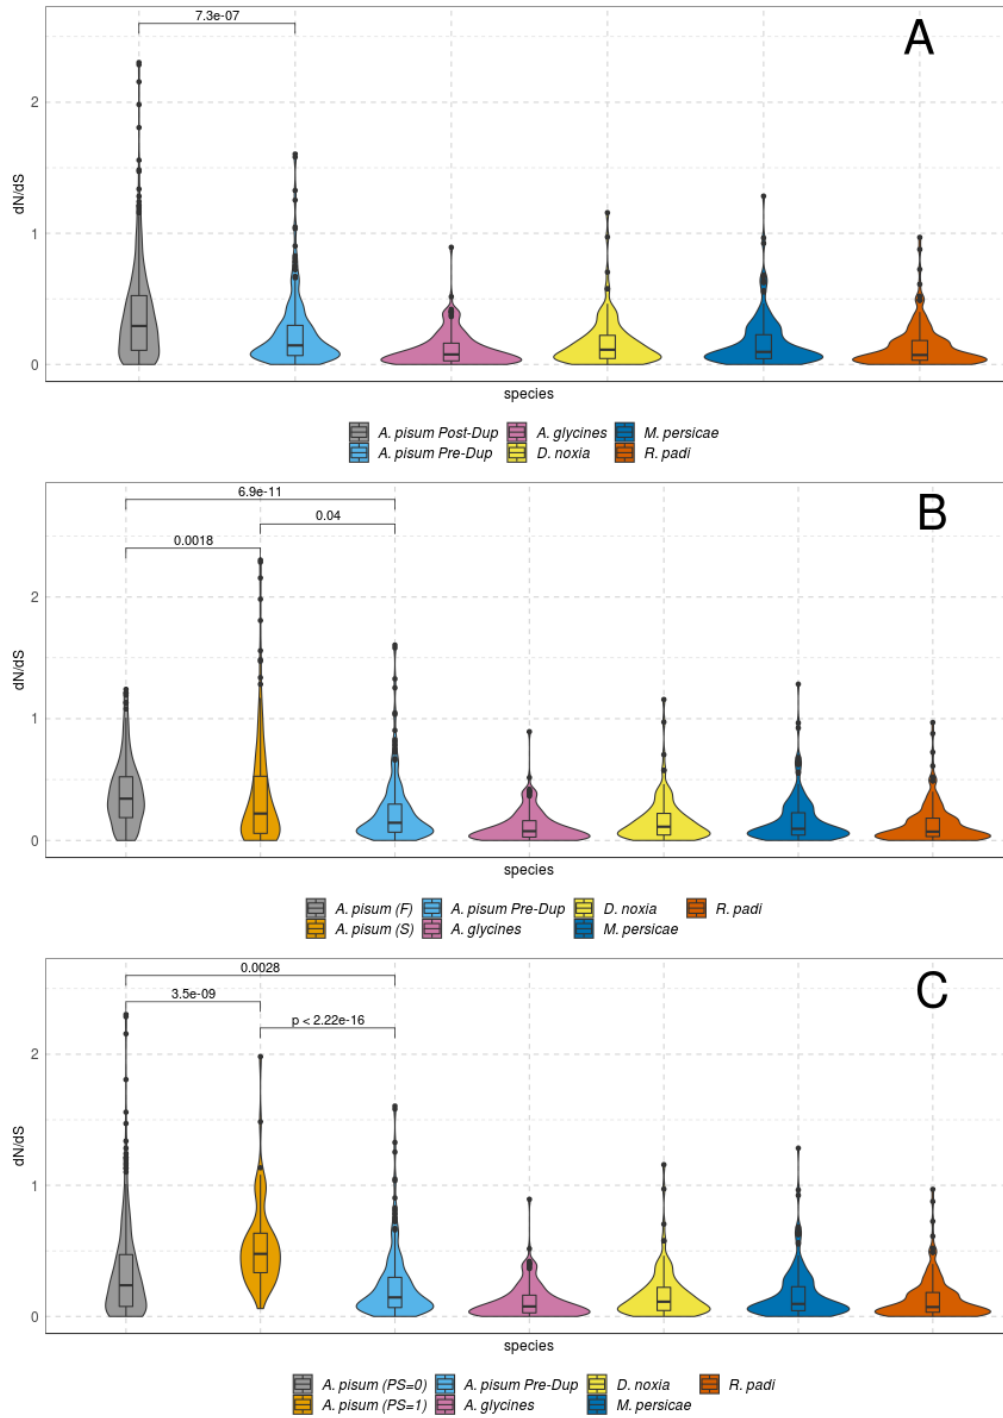 7.3e-07
A
2
1
0
dN/dS
species
A. pisum Post-Dup A. glycines M. persicae
A. pisum Pre-Dup D. noxia R. padi
6.9e-11
B
0.04
0.0018
2
1
0
dN/dS
species
A. pisum (F) A. pisum Pre-Dup D. noxia R. padi
A. pisum (S) A. glycines M. persicae
0.0028
C
3.5e-09
p < 2.22e-16
2
1
0
dN/dS
species
A. pisum (PS=0) A. pisum Pre-Dup D. noxia R. padi
A. pisum (PS=1) A. glycines M. persicae